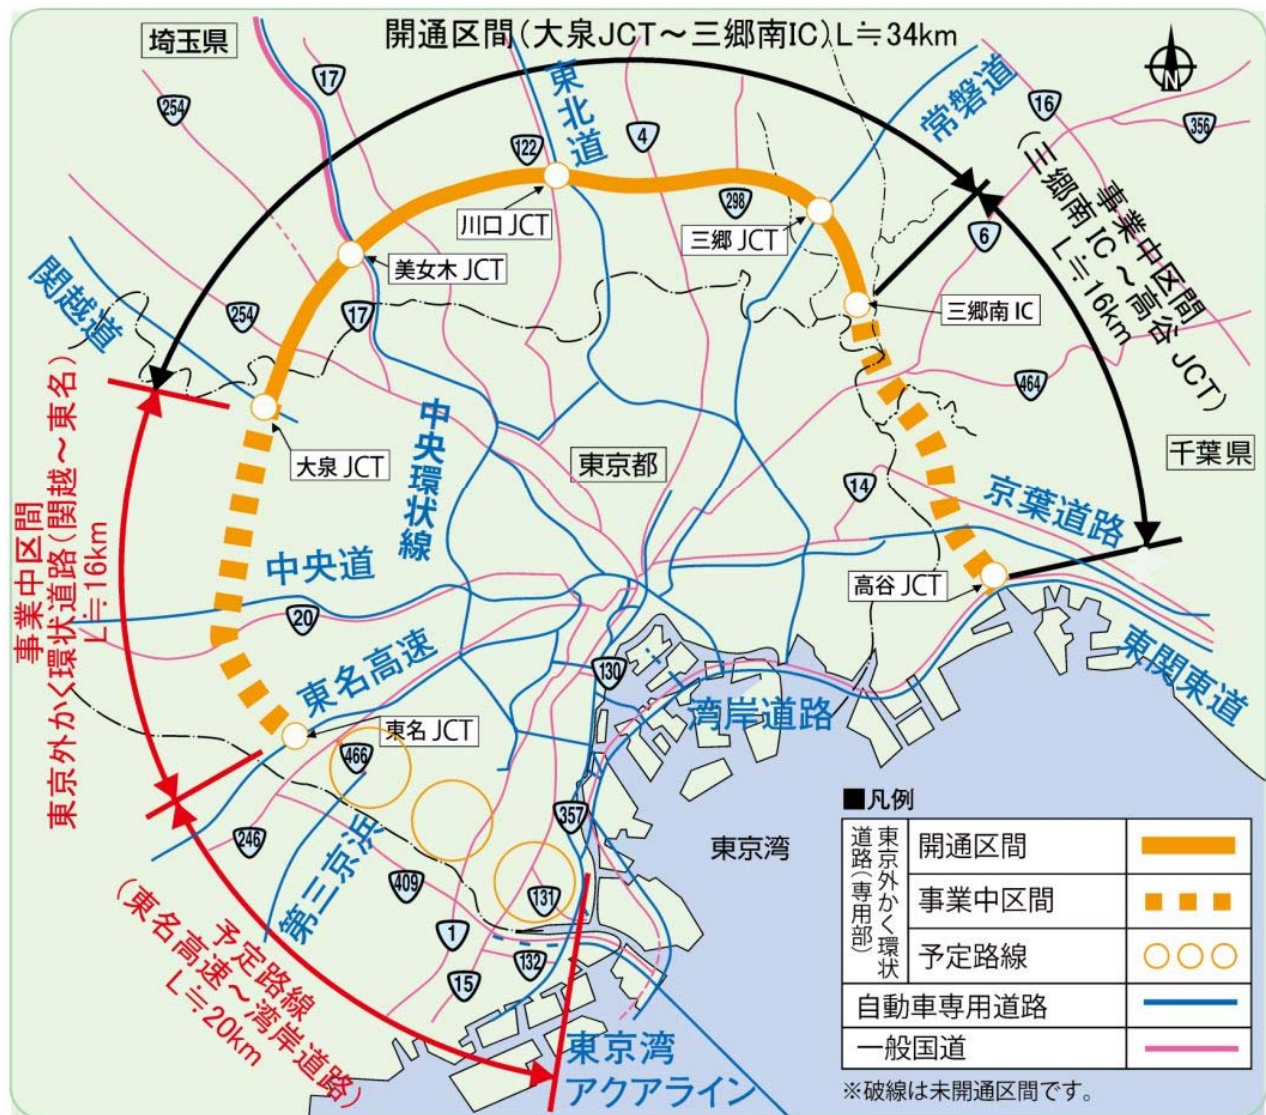 開通区間(大泉JCT～三郷南IC)L≒34km
埼玉県
17
254
東北道
122
4
常磐道
16
356
事業中区間
(三郷南IC～高谷JCT)
L≒16km
298
6
川口JCT
三郷JCT
美女木JCT
関越道
254
17
三郷南IC
464
大泉JCT
中央環状線
東京都
千葉県
14
京葉道路
事業中区間
東京外かく環状道路(関越～東名)
L≒16km
中央道
20
高谷JCT
東名高速
130
湾岸道路
東関東道
東名JCT
466
357
246
第三京浜
409
131
1
132
15
東京湾
予定路線
(東名高速～湾岸道路)
L≒20km
東京湾
アクアライン
N
■凡例
東京外かく環状
道路(専用部)
開通区間
事業中区間
予定路線
自動車専用道路
一般国道
※破線は未開通区間です。